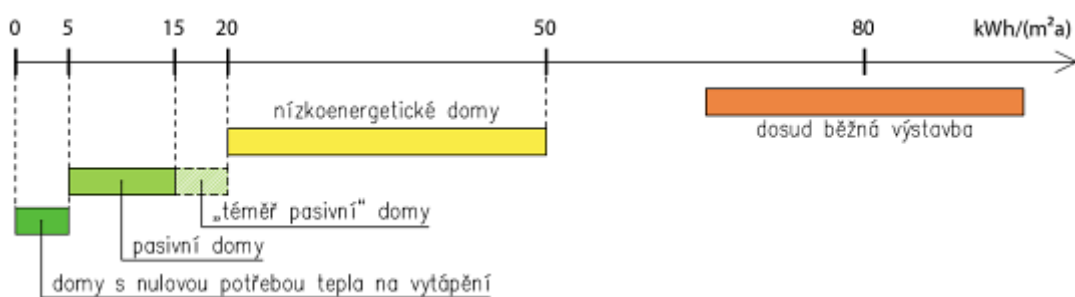 0 5 15 20 50 80 kWh/(m²a)
nízkoenergetické domy
dosud běžná výstavba
„téměř pasivní“ domy
pasivní domy
domy s nulovou potřebou tepla na vytápění